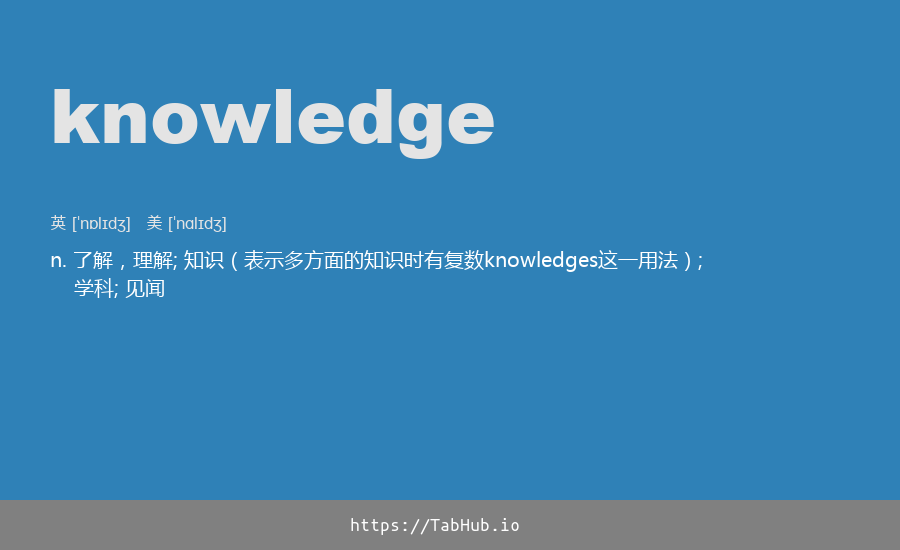 knowledge
英 [ˈnɒlɪdʒ] 美 [ˈnɑlɪdʒ]
n. 了解，理解; 知识（表示多方面的知识时有复数knowledges这一用法）;
学科; 见闻
https://TabHub.io